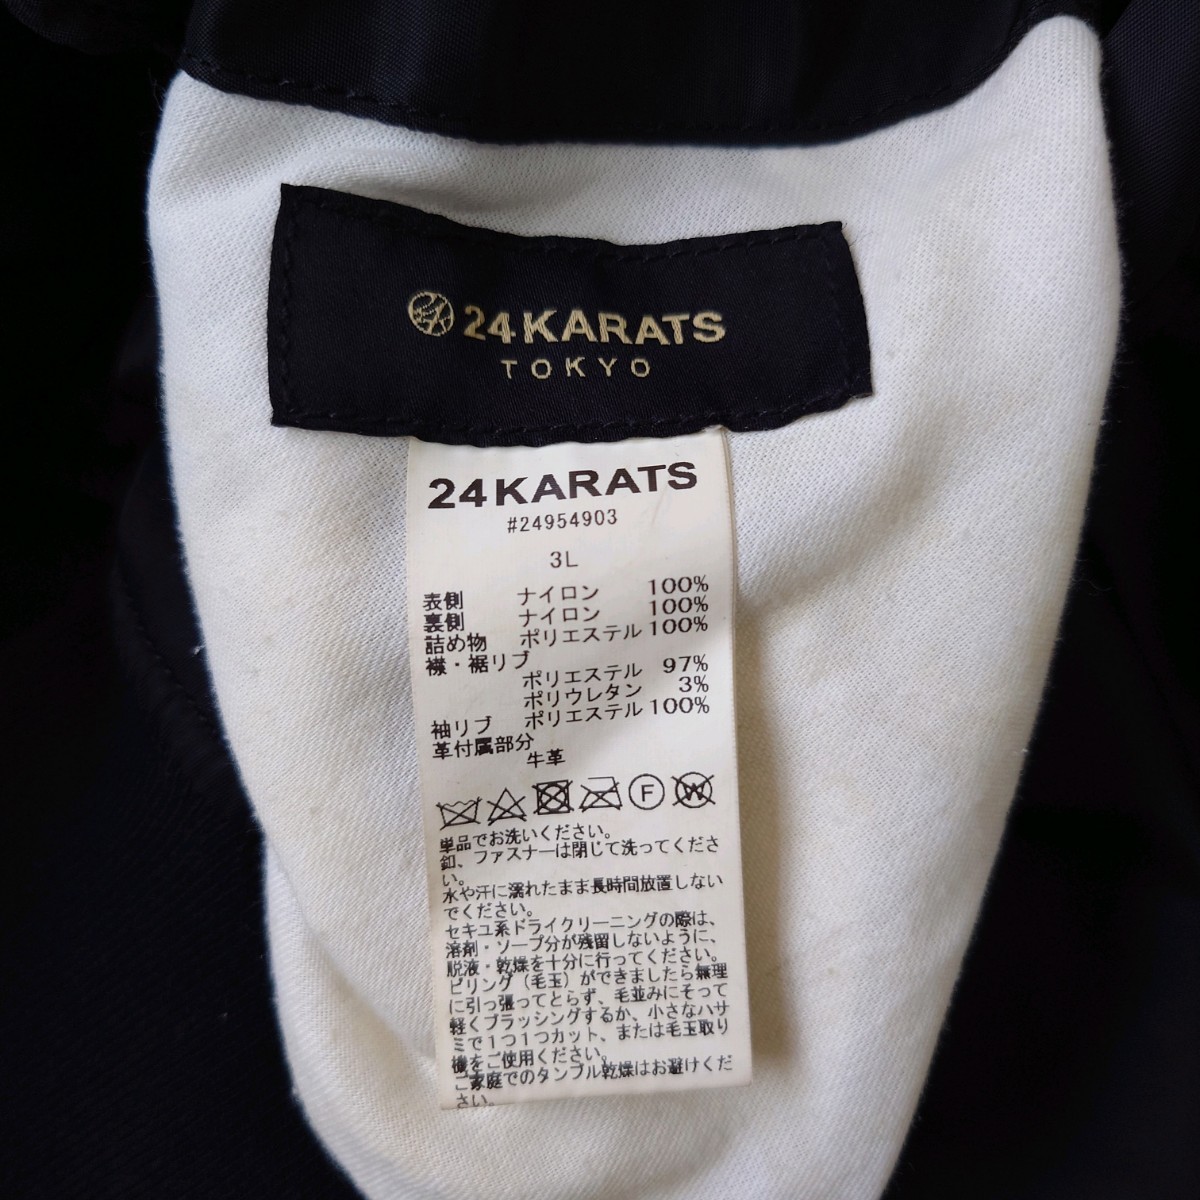 24KARATS
TOKYO
24KARATS
#24954903
3L
表側 ナイロン 100%
裏側 ナイロン 100%
詰め物 ポリエステル 100%
襟・裾リブ
ポリエステル 97%
ポリウレタン 3%
袖リブ ポリエステル 100%
革付属部分
牛革
F W
単品でお洗いください。
釦、ファスナーは閉じて洗ってくださ
い。
水や汗に濡れたまま長時間放置しない
でください。
セキユ系ドライクリーニングの際は、
溶剤・ソープ分が残留しないように、
脱液・乾燥を十分に行ってください。
ピリング（毛玉）ができましたら無理
に引っ張ってとらず、毛並みにそって
軽くブラッシングするか、小さなハサ
ミで1つ1つカット、または毛玉取り
機をご使用ください。
ご家庭でのタンブル乾燥はお避けくだ
さい。